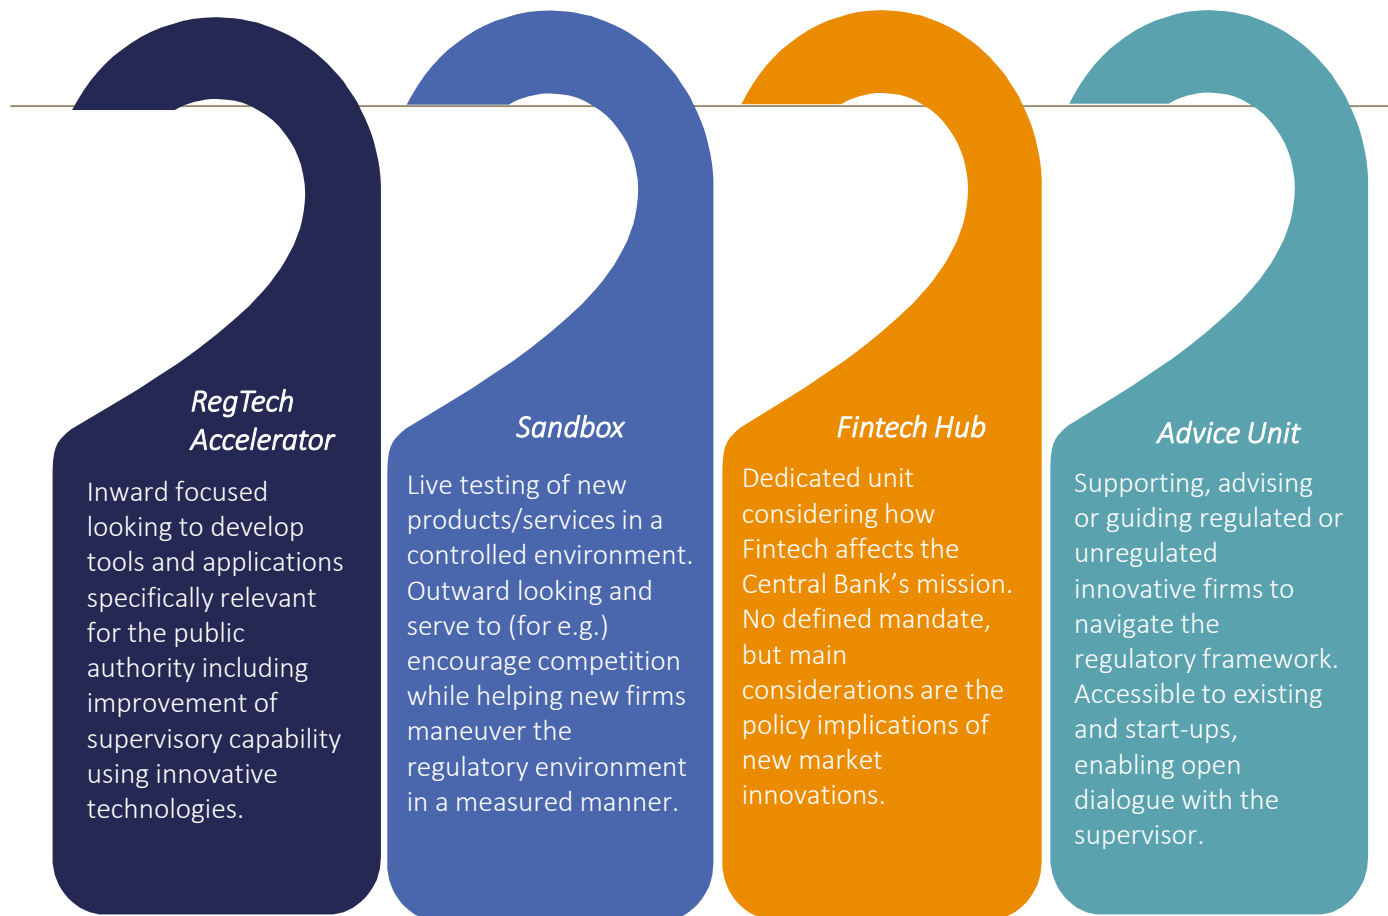 RegTech
Accelerator
Inward focused
looking to develop
tools and applications
specifically relevant
for the public
authority including
improvement of
supervisory capability
using innovative
technologies.
Sandbox
Live testing of new
products/services in a
controlled environment.
Outward looking and
serve to (for e.g.)
encourage competition
while helping new firms
maneuver the
regulatory environment
in a measured manner.
Fintech Hub
Dedicated unit
considering how
Fintech affects the
Central Bank’s mission.
No defined mandate,
but main
considerations are the
policy implications of
new market
innovations.
Advice Unit
Supporting, advising
or guiding regulated or
unregulated
innovative firms to
navigate the
regulatory framework.
Accessible to existing
and start-ups,
enabling open
dialogue with the
supervisor.